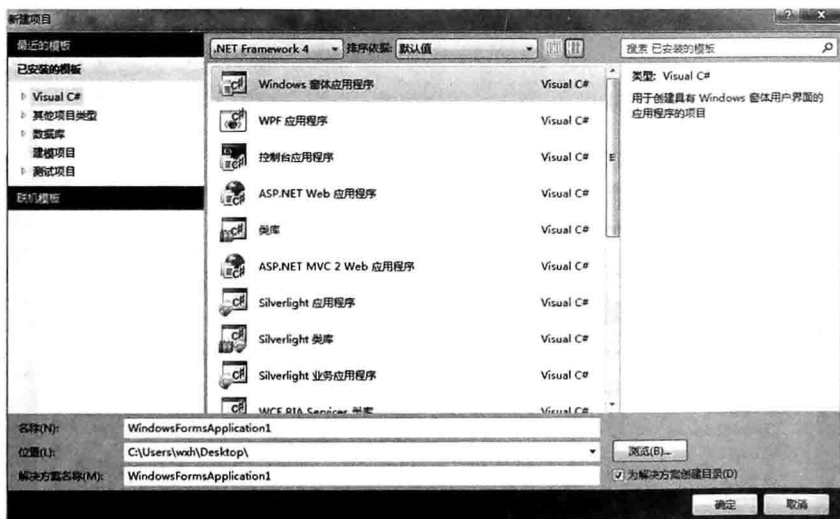 新建项目
最近的模板
.NET Framework 4
排序依据: 默认值
搜索 已安装的模板
已安装的模板
Visual C#
其他项目类型
数据库
建模项目
测试项目
联机模板
Windows 窗体应用程序 Visual C#
WPF 应用程序 Visual C#
控制台应用程序 Visual C#
ASP.NET Web 应用程序 Visual C#
类库 Visual C#
ASP.NET MVC 2 Web 应用程序 Visual C#
Silverlight 应用程序 Visual C#
Silverlight 类库 Visual C#
Silverlight 业务应用程序 Visual C#
WCF RIA Services 类库 Visual C#
类型: Visual C#
用于创建具有 Windows 窗体用户界面的
应用程序的项目
名称(N): WindowsFormsApplication1
位置(L): C:\Users\wxh\Desktop\
浏览(B)...
解决方案名称(M): WindowsFormsApplication1
为解决方案创建目录(D)
确定
取消